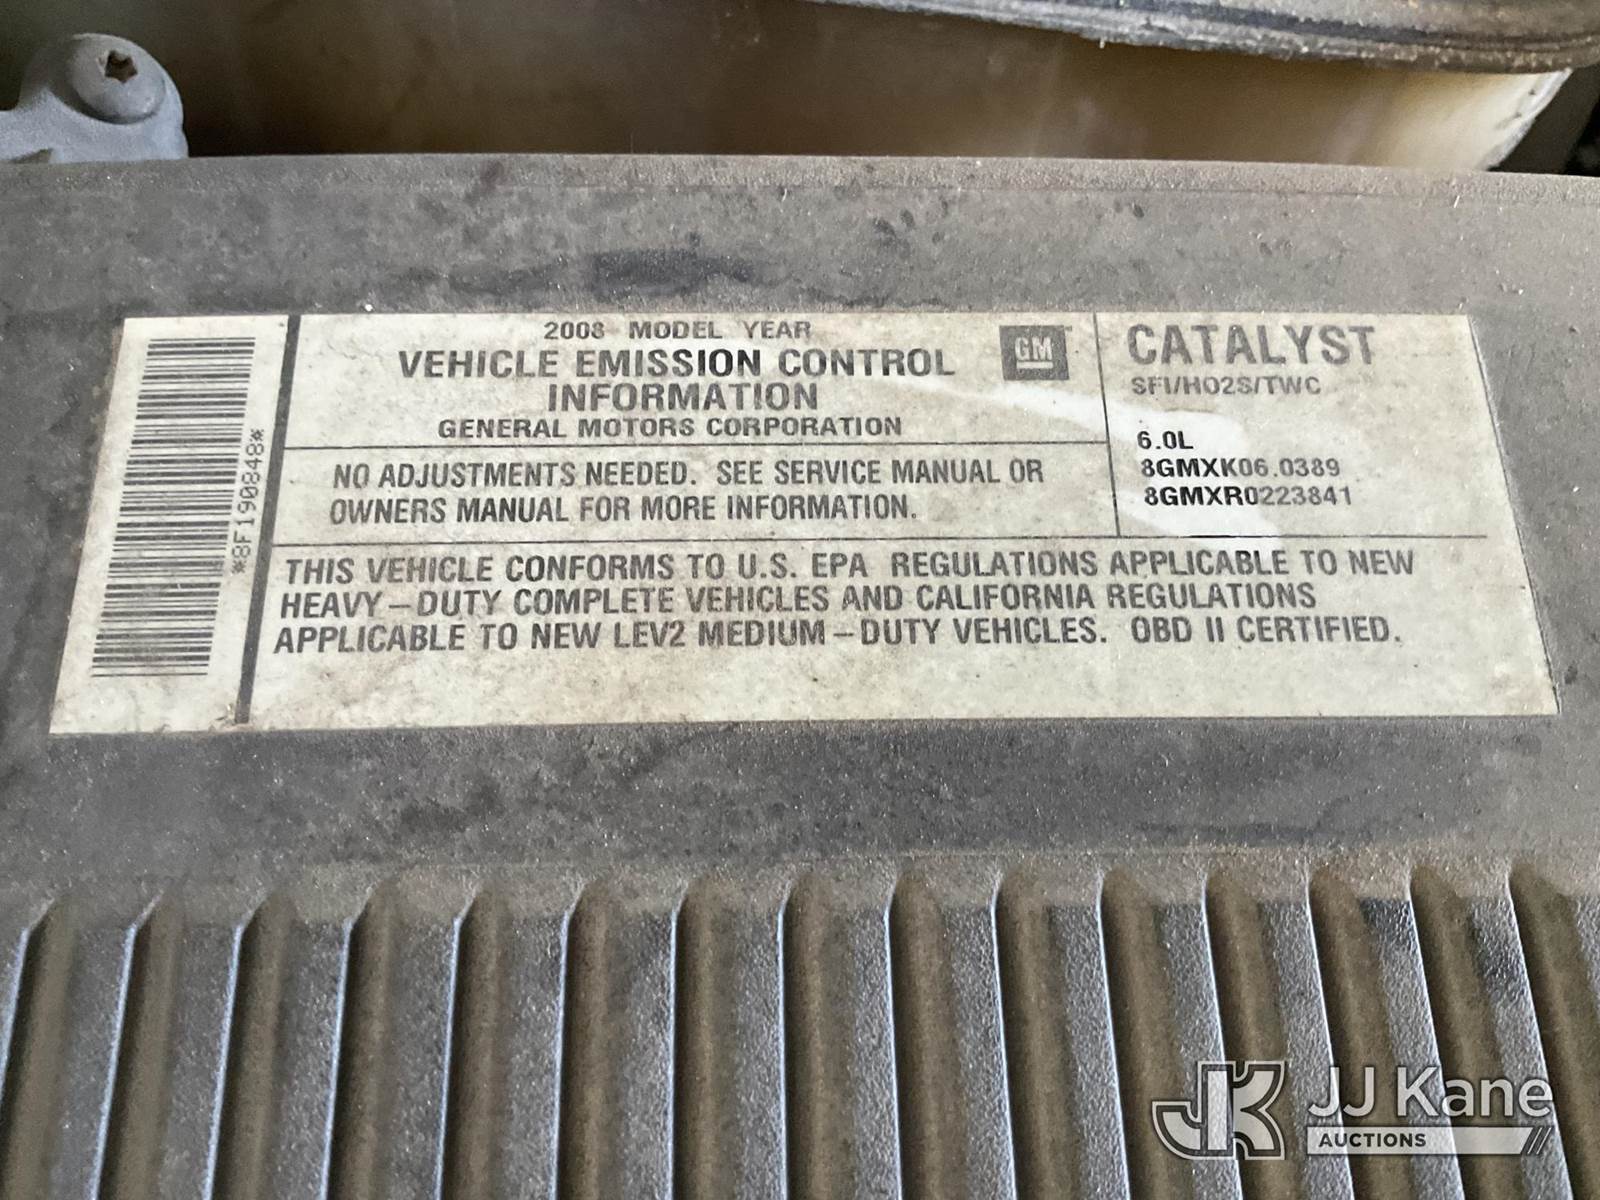 2008 MODEL YEAR
VEHICLE EMISSION CONTROL
INFORMATION
GENERAL MOTORS CORPORATION
GM
NO ADJUSTMENTS NEEDED. SEE SERVICE MANUAL OR
OWNERS MANUAL FOR MORE INFORMATION.
CATALYST
SFI/HO2S/TWC
6.0L
8GMXK06.0389
8GMXR0223841
THIS VEHICLE CONFORMS TO U.S. EPA REGULATIONS APPLICABLE TO NEW
HEAVY-DUTY COMPLETE VEHICLES AND CALIFORNIA REGULATIONS
APPLICABLE TO NEW LEV2 MEDIUM-DUTY VEHICLES. OBD II CERTIFIED.
*8F190848*
JK JJ Kane
AUCTIONS